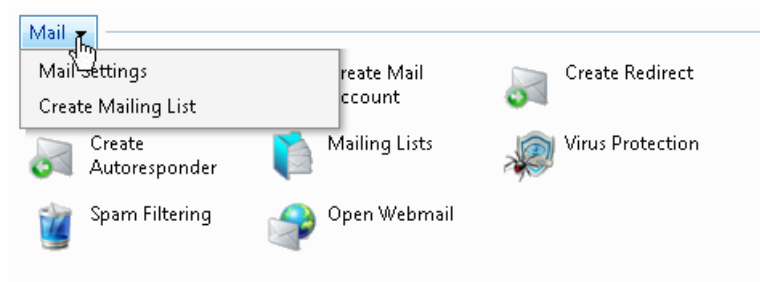 Mail
Mail Settings
Create Mailing List
reate Mail
ccount
Create Redirect
Create
Autoresponder
Mailing Lists
Virus Protection
Spam Filtering
Open Webmail